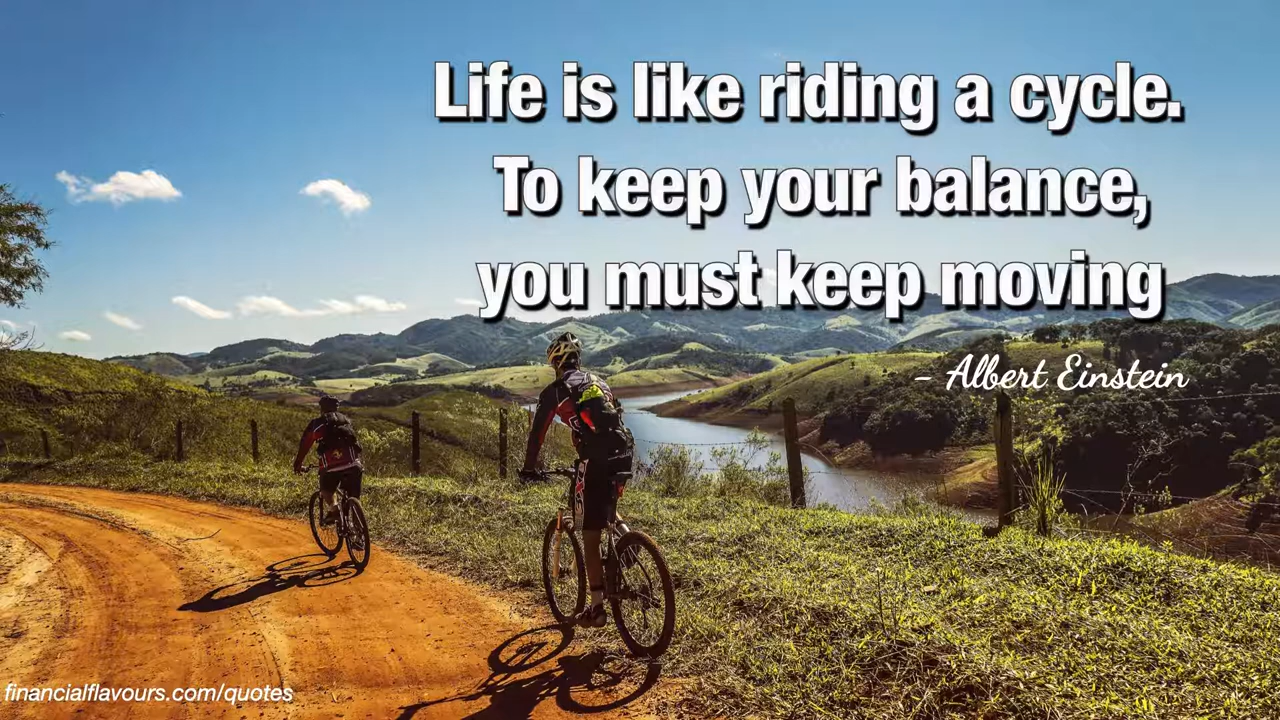 Life is like riding a cycle.
To keep your balance,
you must keep moving
– Albert Einstein
financialflavours.com/quotes